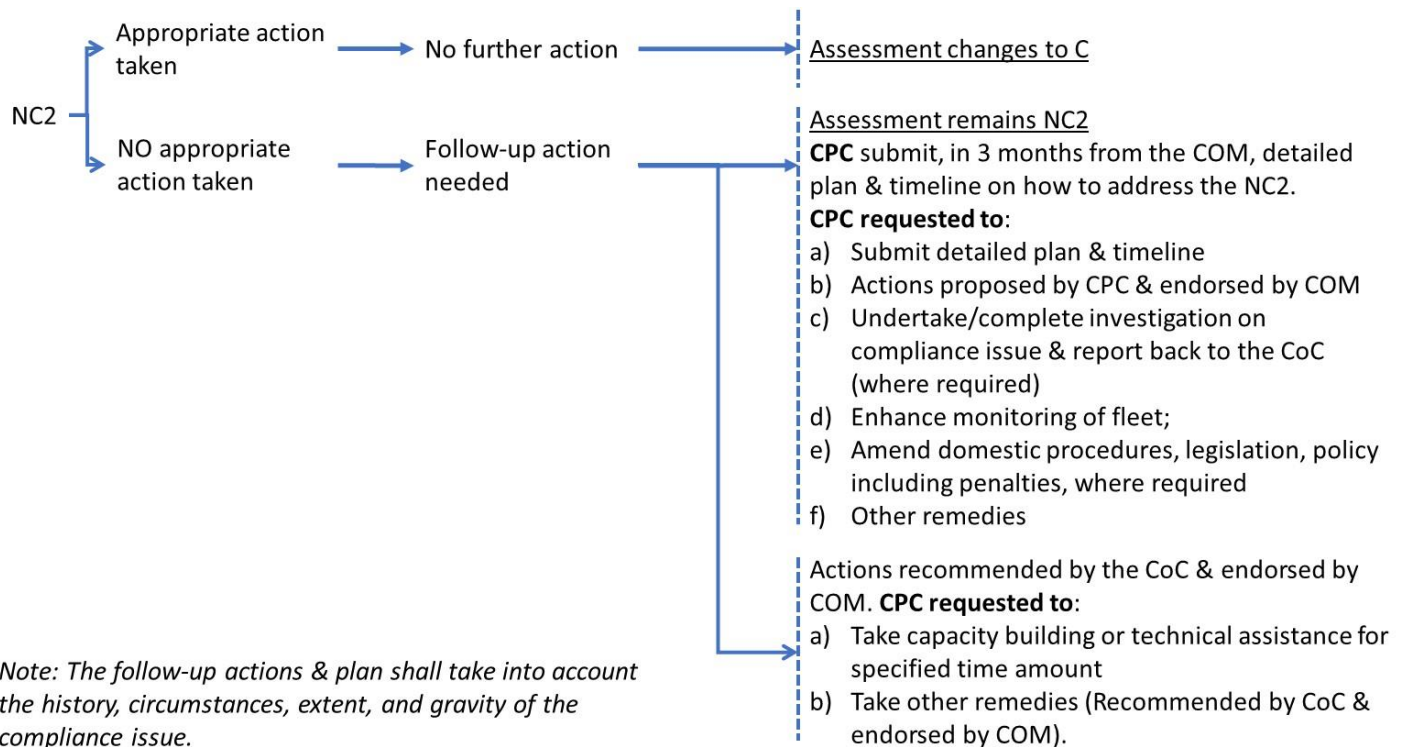 Appropriate action
taken
No further action
Assessment changes to C
NC2
NO appropriate
action taken
Follow-up action
needed
Assessment remains NC2
CPC submit, in 3 months from the COM, detailed
plan & timeline on how to address the NC2.
CPC requested to:
a) Submit detailed plan & timeline
b) Actions proposed by CPC & endorsed by COM
c) Undertake/complete investigation on
compliance issue & report back to the CoC
(where required)
d) Enhance monitoring of fleet;
e) Amend domestic procedures, legislation, policy
including penalties, where required
f) Other remedies
Actions recommended by the CoC & endorsed by
COM. CPC requested to:
a) Take capacity building or technical assistance for
specified time amount
b) Take other remedies (Recommended by CoC &
endorsed by COM).
Note: The follow-up actions & plan shall take into account
the history, circumstances, extent, and gravity of the
compliance issue.